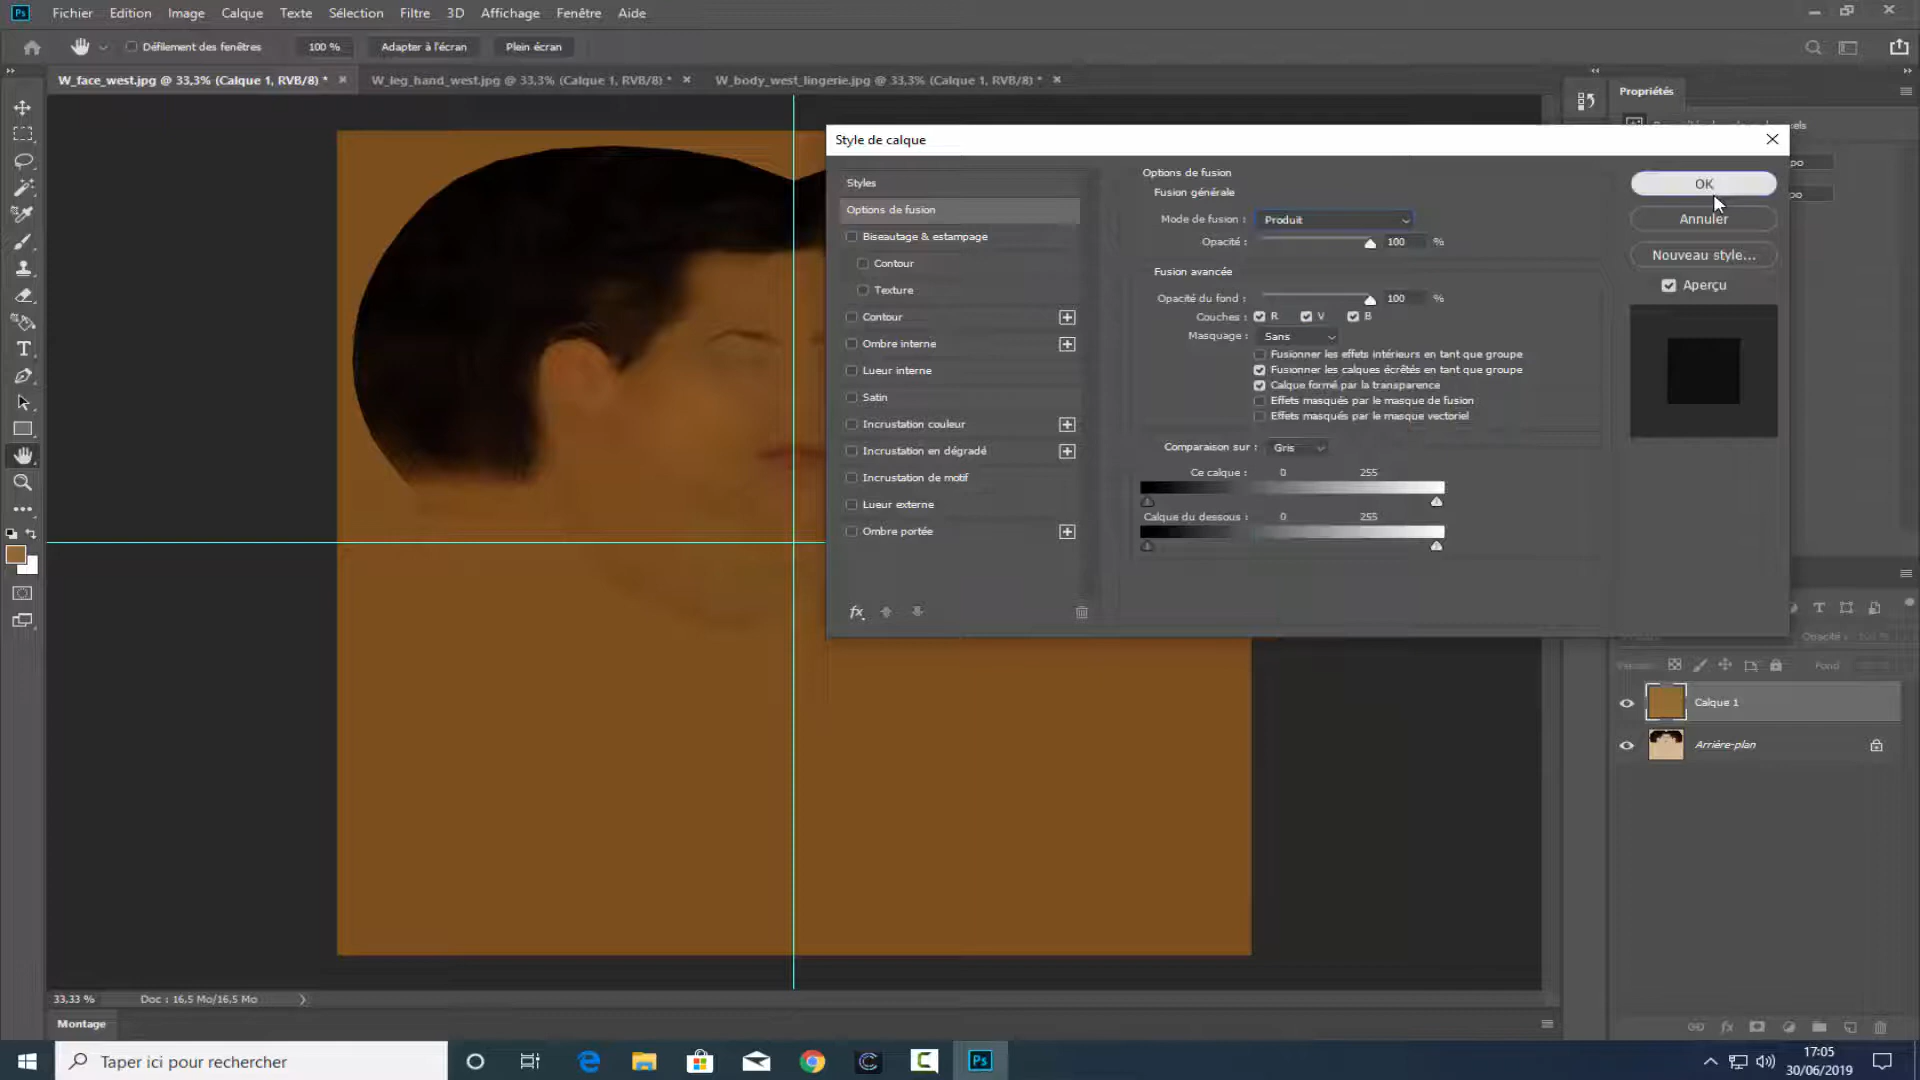 Ps Fichier Edition Image Calque Texte Sélection Filtre 3D Affichage Fenêtre Aide
Défilement des fenêtres 100 % Adapter à l'écran Plein écran
W_face_west.jpg @ 33,3% (Calque 1, RVB/8) * W_leg_hand_west.jpg @ 33,3% (Calque 1, RVB/8) * W_body_west_lingerie.jpg @ 33,3% (Calque 1, RVB/8) *
Propriétés
Style de calque
Styles
Options de fusion
Biseautage & estampage
Contour
Texture
Contour
Ombre interne
Lueur interne
Satin
Incrustation couleur
Incrustation en dégradé
Incrustation de motif
Lueur externe
Ombre portée
fx
Options de fusion
Fusion générale
Mode de fusion : Produit
Opacité : 100 %
Fusion avancée
Opacité du fond : 100 %
Couches : R V B
Masquage : Sans
Fusionner les effets intérieurs en tant que groupe
Fusionner les calques écrêtés en tant que groupe
Calque formé par la transparence
Effets masqués par le masque de fusion
Effets masqués par le masque vectoriel
Comparaison sur : Gris
Ce calque : 0 255
Calque du dessous : 0 255
OK
Annuler
Nouveau style...
Aperçu
Opacité : 100 %
Fond
Calque 1
Arrière-plan
33,33 % Doc : 16,5 Mo/16,5 Mo
Montage
Taper ici pour rechercher
Ps
17:05
30/06/2019